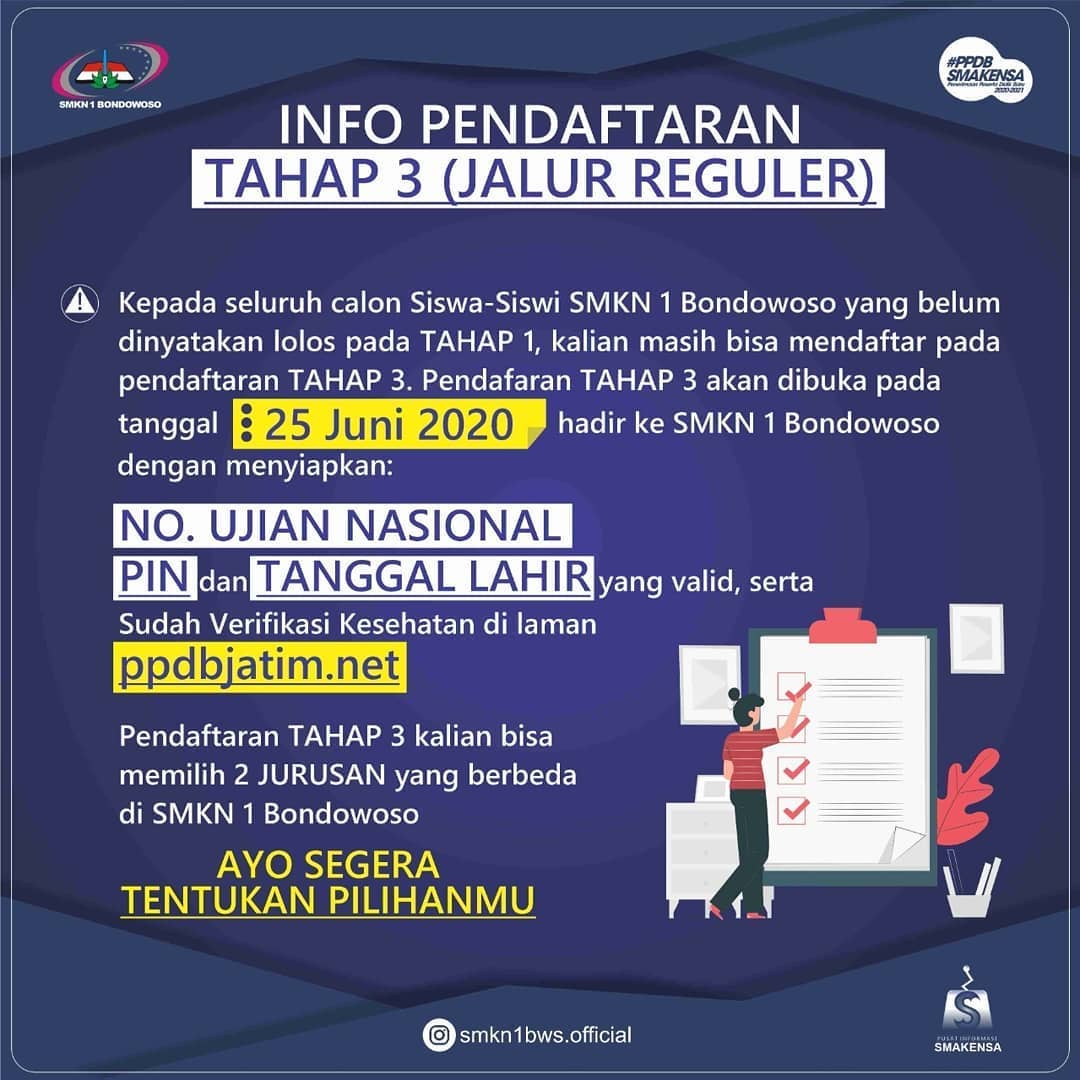 SMKN 1 BONDOWOSO
#PPDB
SMAKENSA
Penerimaan Peserta Didik Baru
2020-2021
INFO PENDAFTARAN
TAHAP 3 (JALUR REGULER)
Kepada seluruh calon Siswa-Siswi SMKN 1 Bondowoso yang belum
dinyatakan lolos pada TAHAP 1, kalian masih bisa mendaftar pada
pendaftaran TAHAP 3. Pendafaran TAHAP 3 akan dibuka pada
tanggal 25 Juni 2020 hadir ke SMKN 1 Bondowoso
dengan menyiapkan:
NO. UJIAN NASIONAL
PIN dan TANGGAL LAHIR yang valid, serta
Sudah Verifikasi Kesehatan di laman
ppdbjatim.net
Pendaftaran TAHAP 3 kalian bisa
memilih 2 JURUSAN yang berbeda
di SMKN 1 Bondowoso
AYO SEGERA
TENTUKAN PILIHANMU
smkn1bws.official
S
PUSAT INFORMASI
SMAKENSA